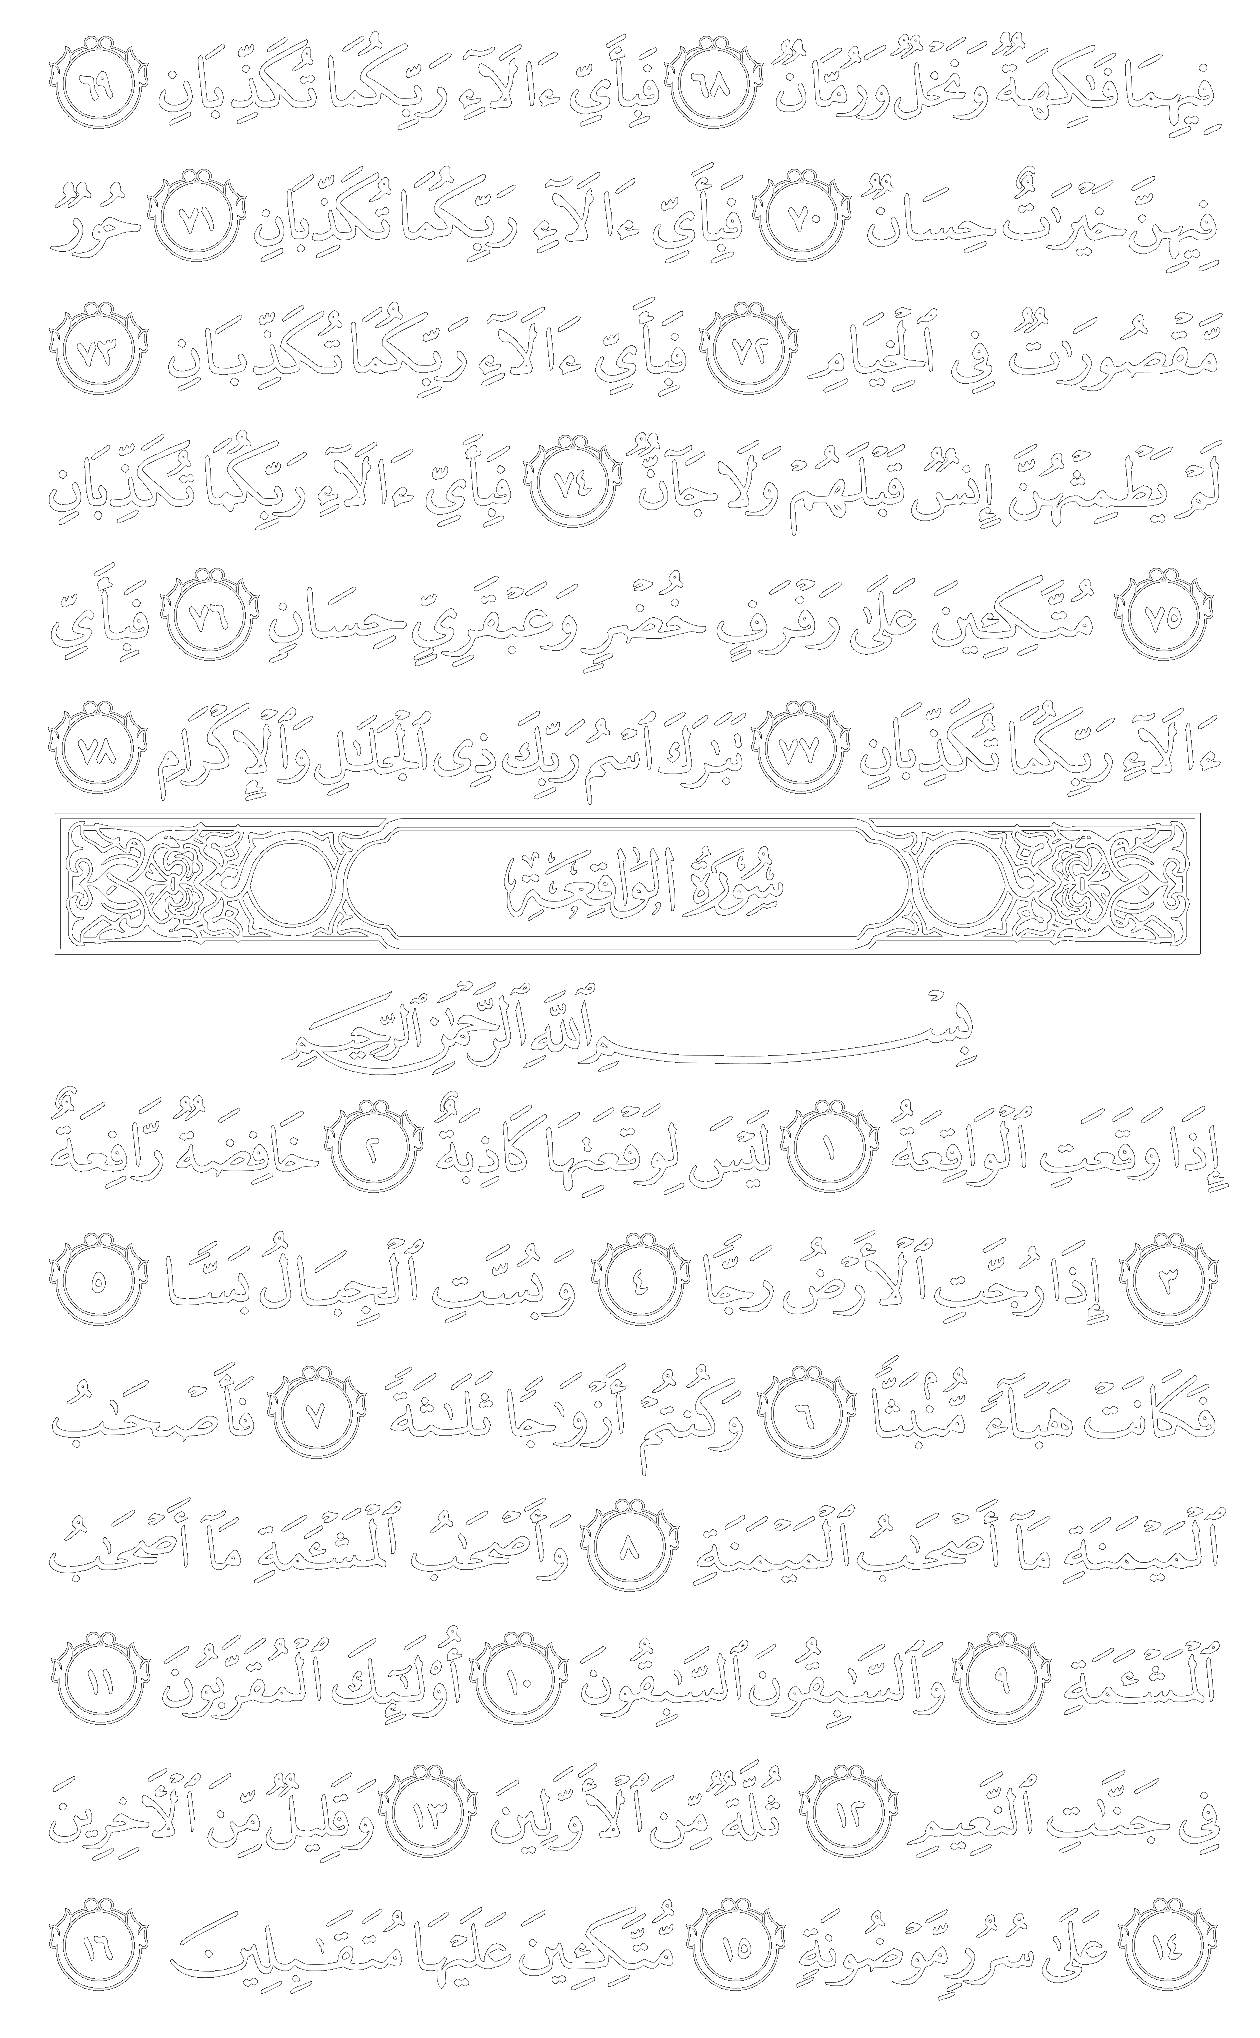 فِيهِمَا فَـٰكِهَةٌ وَنَخْلٌ وَرُمَّانٌ ٦٨ فَبِأَىِّ ءَالَآءِ رَبِّكُمَا تُكَذِّبَانِ ٦٩
فِيهِنَّ خَيْرَٰتٌ حِسَانٌ ٧٠ فَبِأَىِّ ءَالَآءِ رَبِّكُمَا تُكَذِّبَانِ ٧١ حُورٌ
مَّقْصُورَٰتٌ فِى ٱلْخِيَامِ ٧٢ فَبِأَىِّ ءَالَآءِ رَبِّكُمَا تُكَذِّبَانِ ٧٣
لَمْ يَطْمِثْهُنَّ إِنسٌ قَبْلَهُمْ وَلَا جَآنٌّ ٧٤ فَبِأَىِّ ءَالَآءِ رَبِّكُمَا تُكَذِّبَانِ
٧٥ مُتَّكِـِٔينَ عَلَىٰ رَفْرَفٍ خُضْرٍ وَعَبْقَرِىٍّ حِسَانٍ ٧٦ فَبِأَىِّ
ءَالَآءِ رَبِّكُمَا تُكَذِّبَانِ ٧٧ تَبَـٰرَكَ ٱسْمُ رَبِّكَ ذِى ٱلْجَلَـٰلِ وَٱلْإِكْرَامِ ٧٨
سُورَةُ الوَاقِعَةِ
بِسْمِ ٱللَّهِ ٱلرَّحْمَـٰنِ ٱلرَّحِيمِ
إِذَا وَقَعَتِ ٱلْوَاقِعَةُ ١ لَيْسَ لِوَقْعَتِهَا كَاذِبَةٌ ٢ خَافِضَةٌ رَّافِعَةٌ
٣ إِذَا رُجَّتِ ٱلْأَرْضُ رَجًّا ٤ وَبُسَّتِ ٱلْجِبَالُ بَسًّا ٥
فَكَانَتْ هَبَآءً مُّنۢبَثًّا ٦ وَكُنتُمْ أَزْوَٰجًا ثَلَـٰثَةً ٧ فَأَصْحَـٰبُ
ٱلْمَيْمَنَةِ مَآ أَصْحَـٰبُ ٱلْمَيْمَنَةِ ٨ وَأَصْحَـٰبُ ٱلْمَشْـَٔمَةِ مَآ أَصْحَـٰبُ
ٱلْمَشْـَٔمَةِ ٩ وَٱلسَّـٰبِقُونَ ٱلسَّـٰبِقُونَ ١٠ أُو۟لَـٰٓئِكَ ٱلْمُقَرَّبُونَ ١١
فِى جَنَّـٰتِ ٱلنَّعِيمِ ١٢ ثُلَّةٌ مِّنَ ٱلْأَوَّلِينَ ١٣ وَقَلِيلٌ مِّنَ ٱلْـَٔاخِرِينَ
١٤ عَلَىٰ سُرُرٍ مَّوْضُونَةٍ ١٥ مُّتَّكِـِٔينَ عَلَيْهَا مُتَقَـٰبِلِينَ ١٦